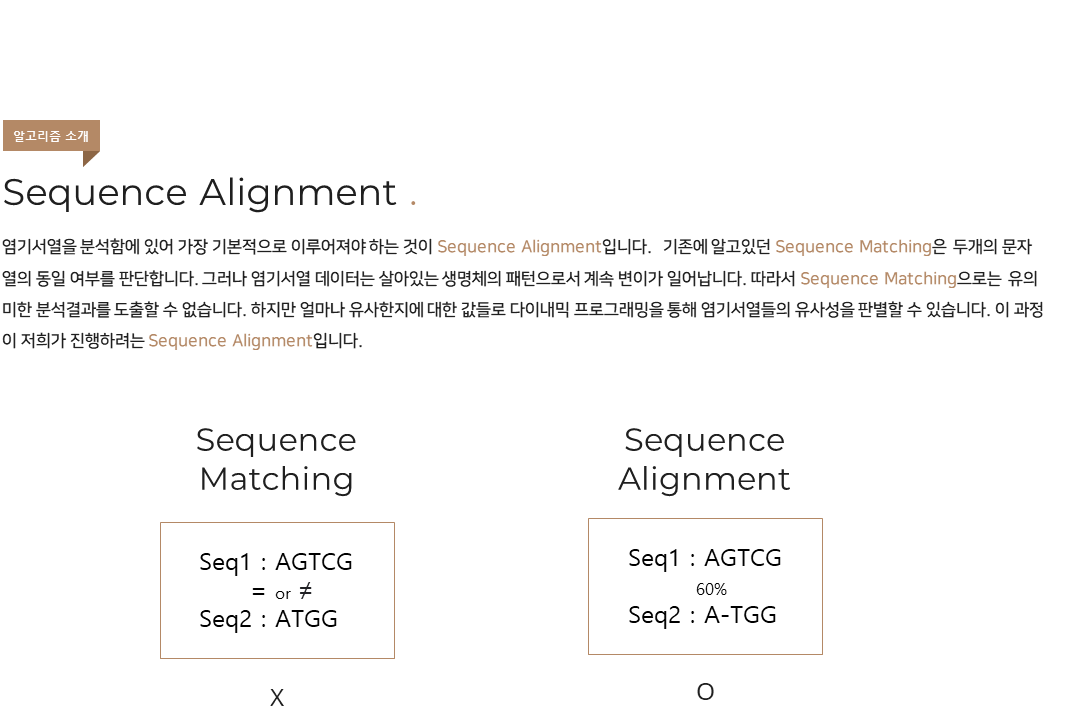 알고리즘 소개
Sequence Alignment .
염기서열을 분석함에 있어 가장 기본적으로 이루어져야 하는 것이 Sequence Alignment입니다. 기존에 알고있던 Sequence Matching은 두개의 문자
열의 동일 여부를 판단합니다. 그러나 염기서열 데이터는 살아있는 생명체의 패턴으로서 계속 변이가 일어납니다. 따라서 Sequence Matching으로는 유의
미한 분석결과를 도출할 수 없습니다. 하지만 얼마나 유사한지에 대한 값들로 다이내믹 프로그래밍을 통해 염기서열들의 유사성을 판별할 수 있습니다. 이 과정
이 저희가 진행하려는 Sequence Alignment입니다.
Sequence
Matching
Seq1 : AGTCG
= or ≠
Seq2 : ATGG
X
Sequence
Alignment
Seq1 : AGTCG
60%
Seq2 : A-TGG
O